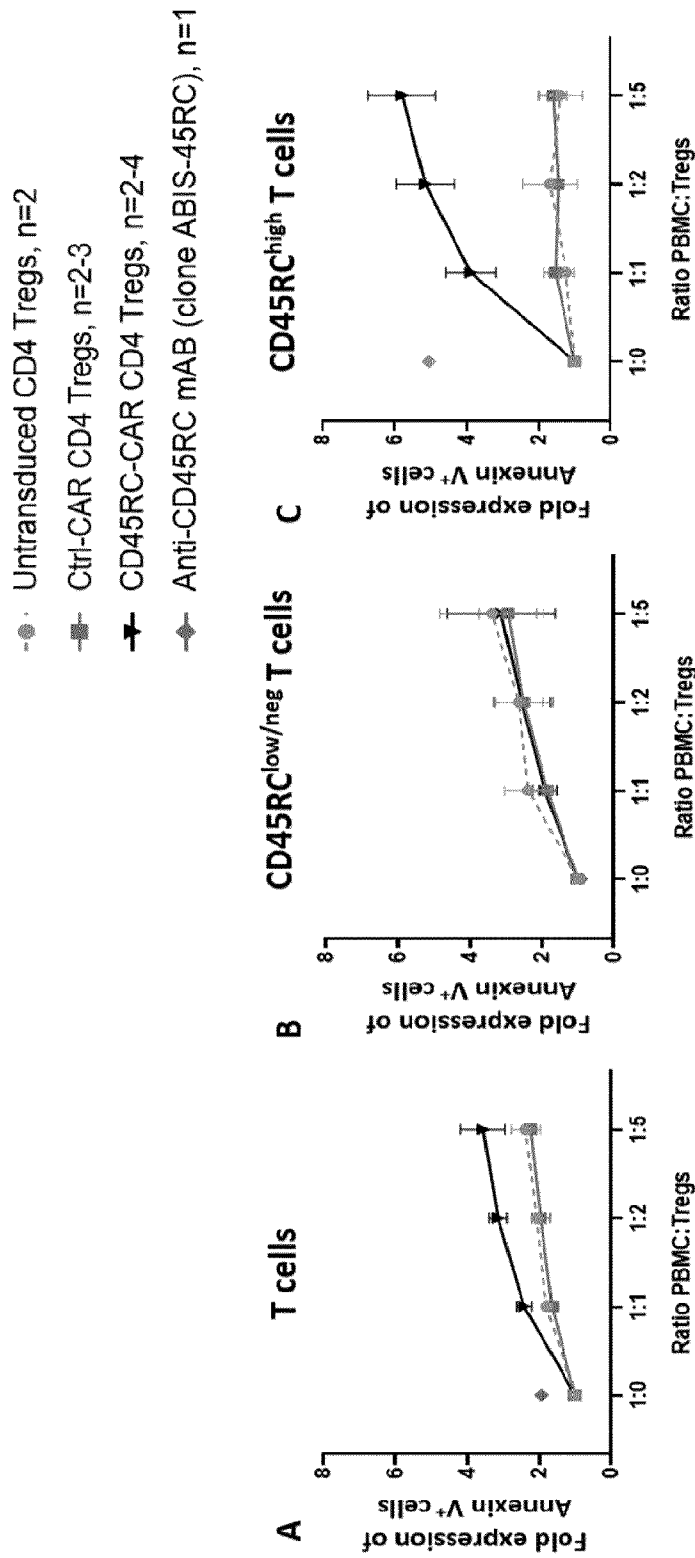 Untransduced CD4 Tregs, n=2
Ctrl-CAR CD4 Tregs, n=2-3
CD45RC-CAR CD4 Tregs, n=2-4
Anti-CD45RC mAB (clone ABIS-45RC), n=1
A
T cells
Fold expression of
Annexin V+ cells
8
6
4
2
0
1:0 1:1 1:2 1:5
Ratio PBMC:Tregs
B
CD45RClow/neg T cells
Fold expression of
Annexin V+ cells
8
6
4
2
0
1:0 1:1 1:2 1:5
Ratio PBMC:Tregs
C
CD45RChigh T cells
Fold expression of
Annexin V+ cells
8
6
4
2
0
1:0 1:1 1:2 1:5
Ratio PBMC:Tregs